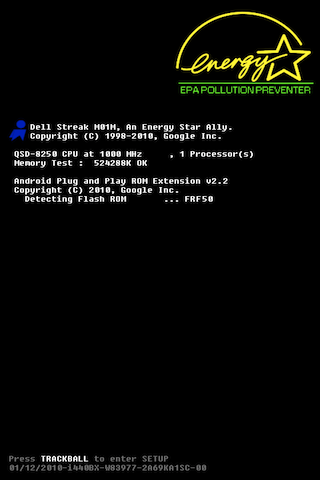 energy
EPA POLLUTION PREVENTER
Dell Streak M01M, An Energy Star Ally.
Copyright (C) 1998-2010, Google Inc.
QSD-8250 CPU at 1000 MHz , 1 Processor(s)
Memory Test : 524288K OK
Android Plug and Play ROM Extension v2.2
Copyright (C) 2010, Google Inc.
Detecting Flash ROM ... FRF50
Press TRACKBALL to enter SETUP
01/12/2010-i440BX-W83977-2A69KA1SC-00